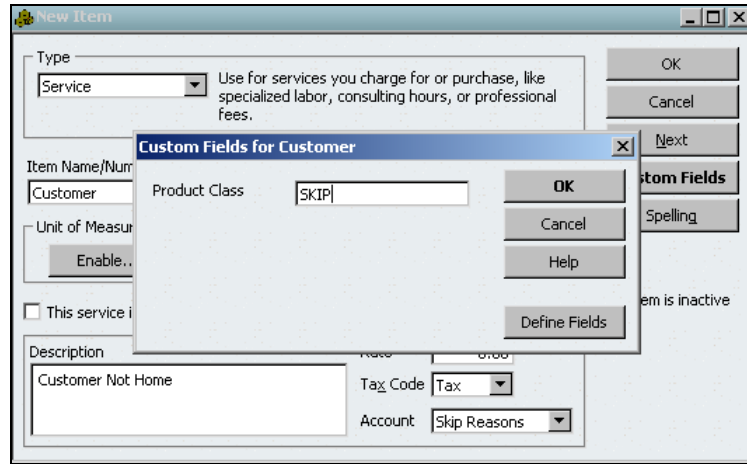 New Item
Type
Service
Use for services you charge for or purchase, like
specialized labor, consulting hours, or professional
fees.
OK
Cancel
Next
stom Fields
Spelling
Item Name/Num
Customer
Unit of Measur
Enable..
This service i
em is inactive
Custom Fields for Customer
Product Class
SKIP
OK
Cancel
Help
Define Fields
Description
Customer Not Home
Rate
0.00
Tax Code
Tax
Account
Skip Reasons